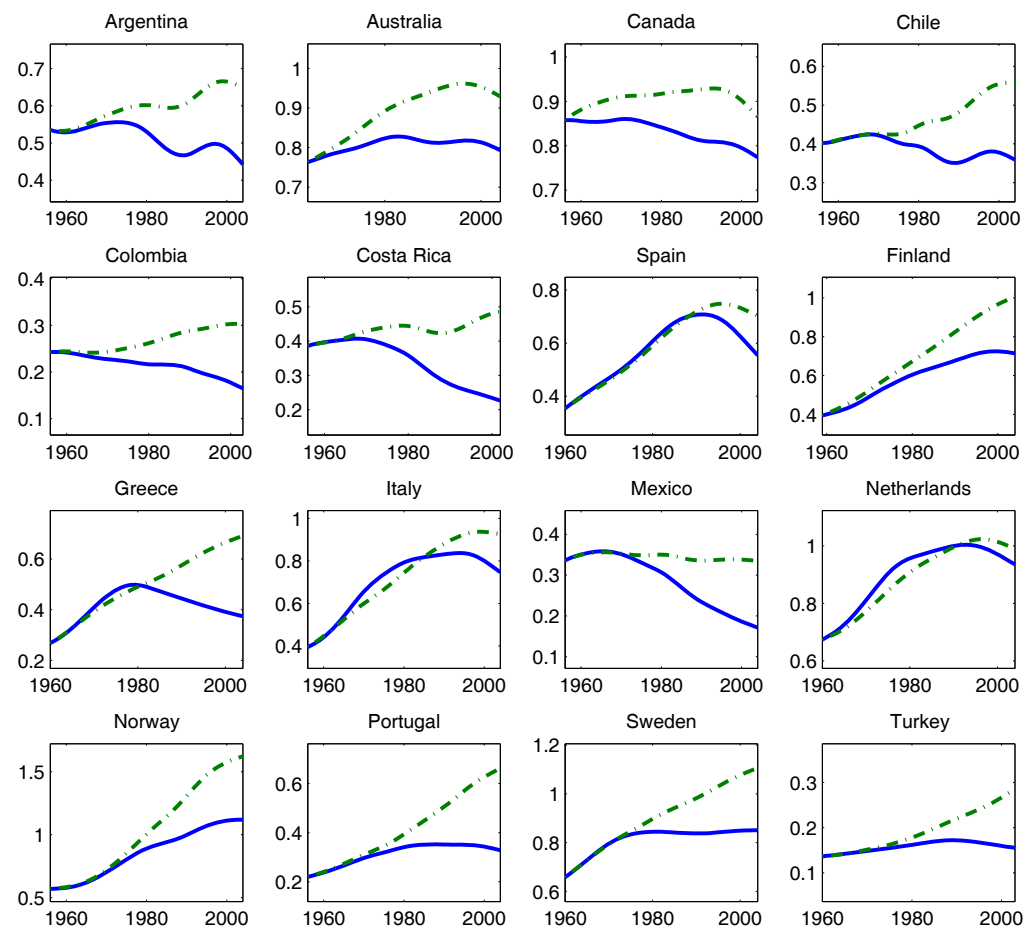 Argentina
0.7
0.6
0.5
0.4
1960 1980 2000
Australia
1
0.9
0.8
0.7
1980 2000
Canada
1
0.9
0.8
0.7
1960 1980 2000
Chile
0.6
0.5
0.4
0.3
1960 1980 2000
Colombia
0.4
0.3
0.2
0.1
1960 1980 2000
Costa Rica
0.5
0.4
0.3
0.2
1960 1980 2000
Spain
0.8
0.6
0.4
1960 1980 2000
Finland
1
0.8
0.6
0.4
1960 1980 2000
Greece
0.6
0.4
0.2
1960 1980 2000
Italy
1
0.8
0.6
0.4
1960 1980 2000
Mexico
0.4
0.3
0.2
0.1
1960 1980 2000
Netherlands
1
0.8
0.6
1960 1980 2000
Norway
1.5
1
0.5
1960 1980 2000
Portugal
0.6
0.4
0.2
1960 1980 2000
Sweden
1.2
1
0.8
0.6
1960 1980 2000
Turkey
0.3
0.2
0.1
1960 1980 2000